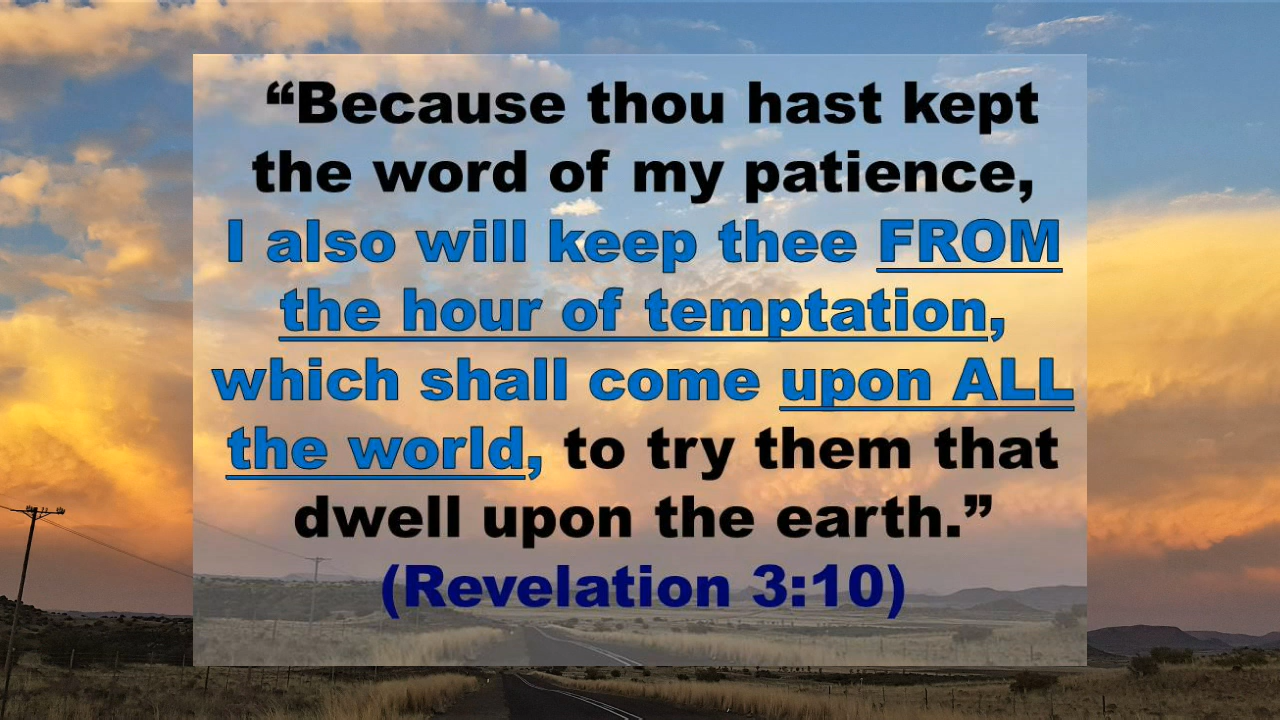 “Because thou hast kept
the word of my patience,
I also will keep thee FROM
the hour of temptation,
which shall come upon ALL
the world, to try them that
dwell upon the earth.”
(Revelation 3:10)